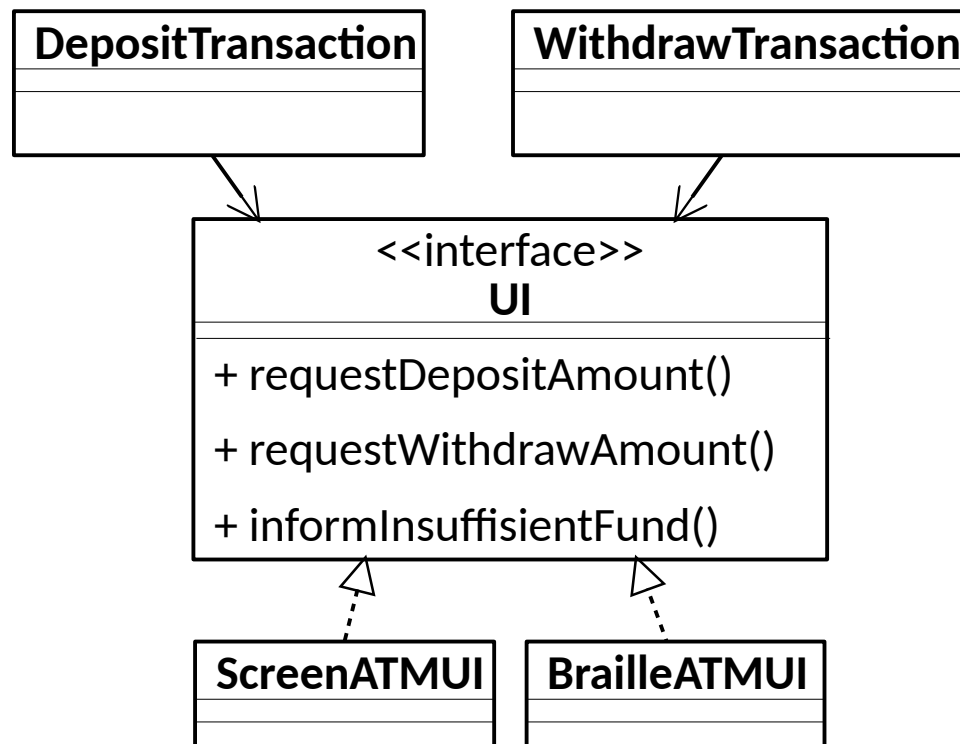 DepositTransaction
WithdrawTransaction
<<interface>>
UI
+ requestDepositAmount()
+ requestWithdrawAmount()
+ informInsuffisientFund()
ScreenATMUI
BrailleATMUI